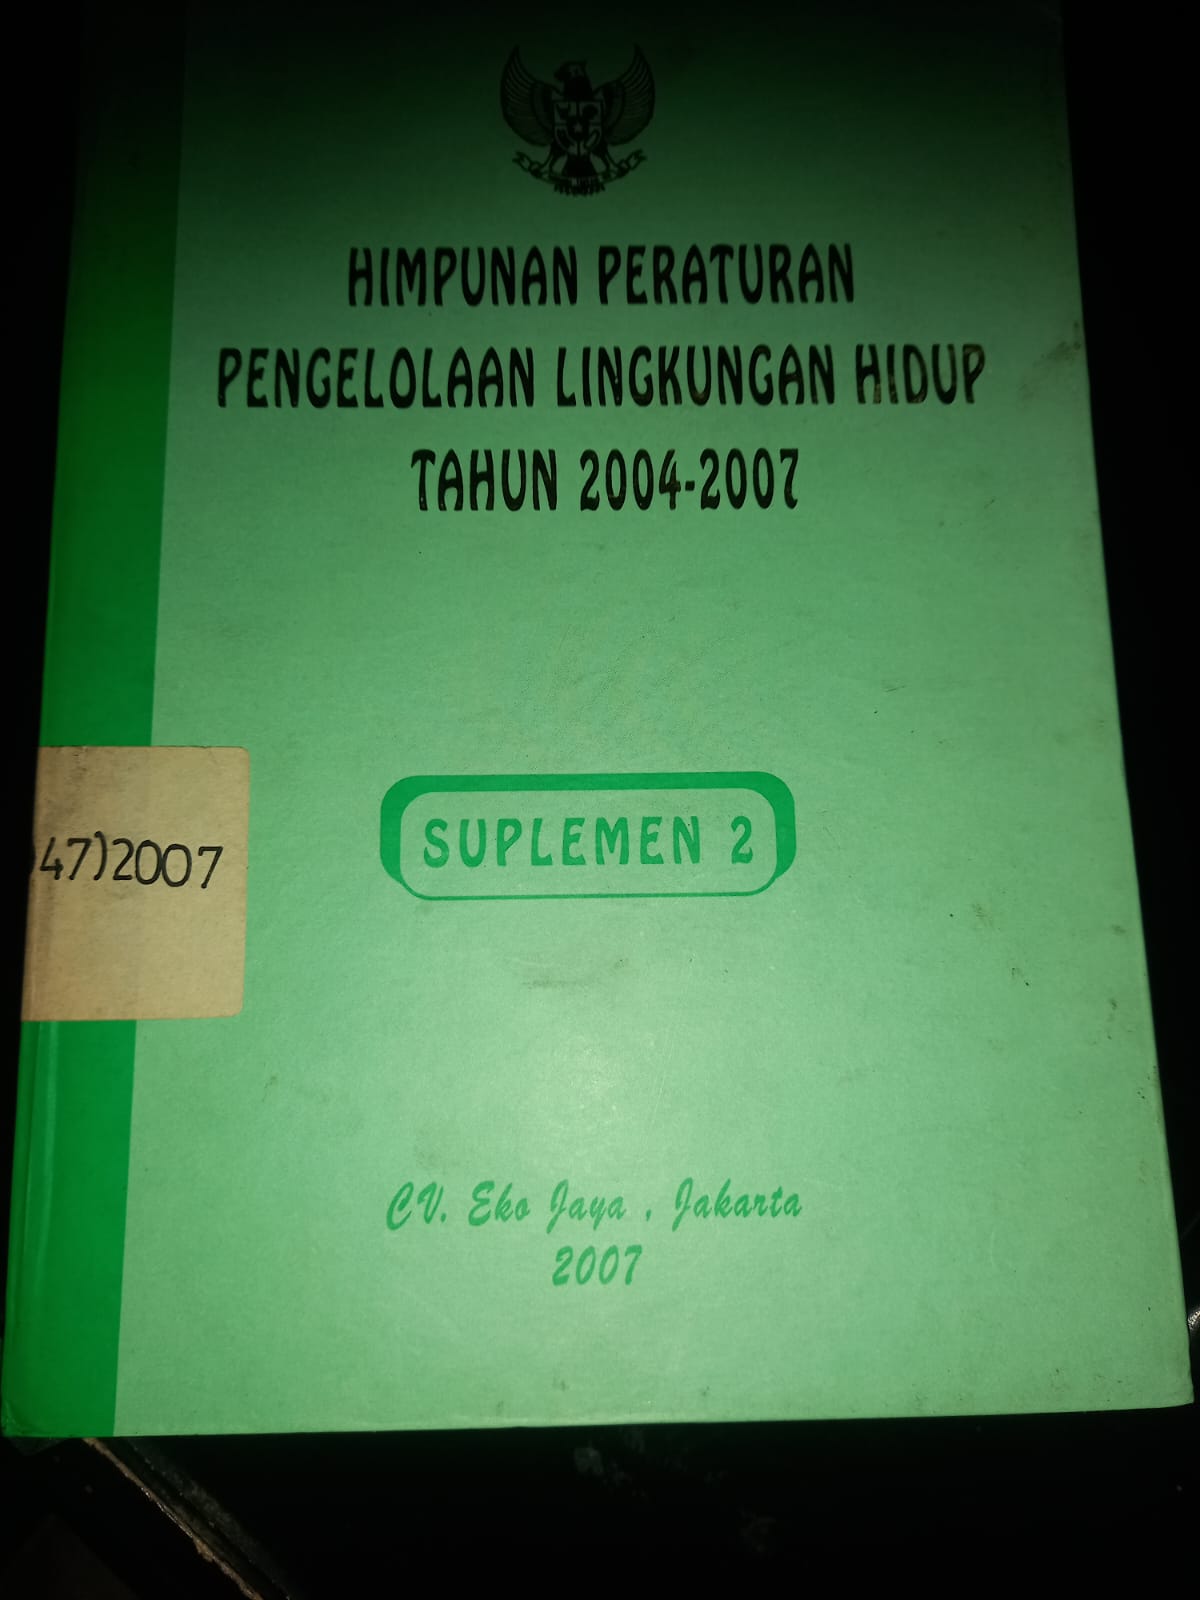 HIMPUNAN PERATURAN
PENGELOLAAN LINGKUNGAN HIDUP
TAHUN 2004-2007
SUPLEMEN 2
47)2007
CV. Eko Jaya , Jakarta
2007